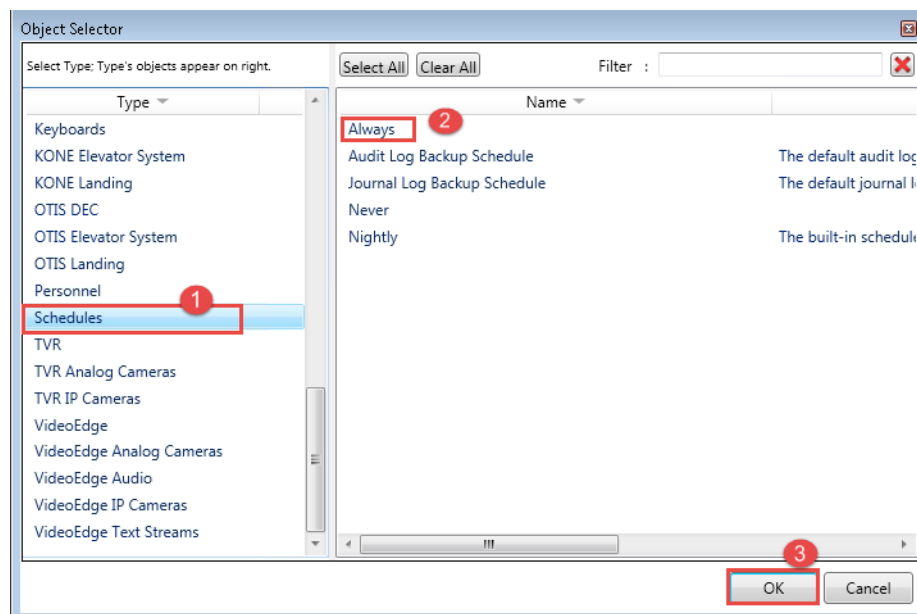 Object Selector
Select Type; Type's objects appear on right.
Select All Clear All Filter :
Type
Name
Keyboards
KONE Elevator System
KONE Landing
OTIS DEC
OTIS Elevator System
OTIS Landing
Personnel
1
Schedules
TVR
TVR Analog Cameras
TVR IP Cameras
VideoEdge
VideoEdge Analog Cameras
VideoEdge Audio
VideoEdge IP Cameras
VideoEdge Text Streams
Always 2
Audit Log Backup Schedule The default audit log
Journal Log Backup Schedule The default journal
Never
Nightly The built-in schedule
3
OK Cancel